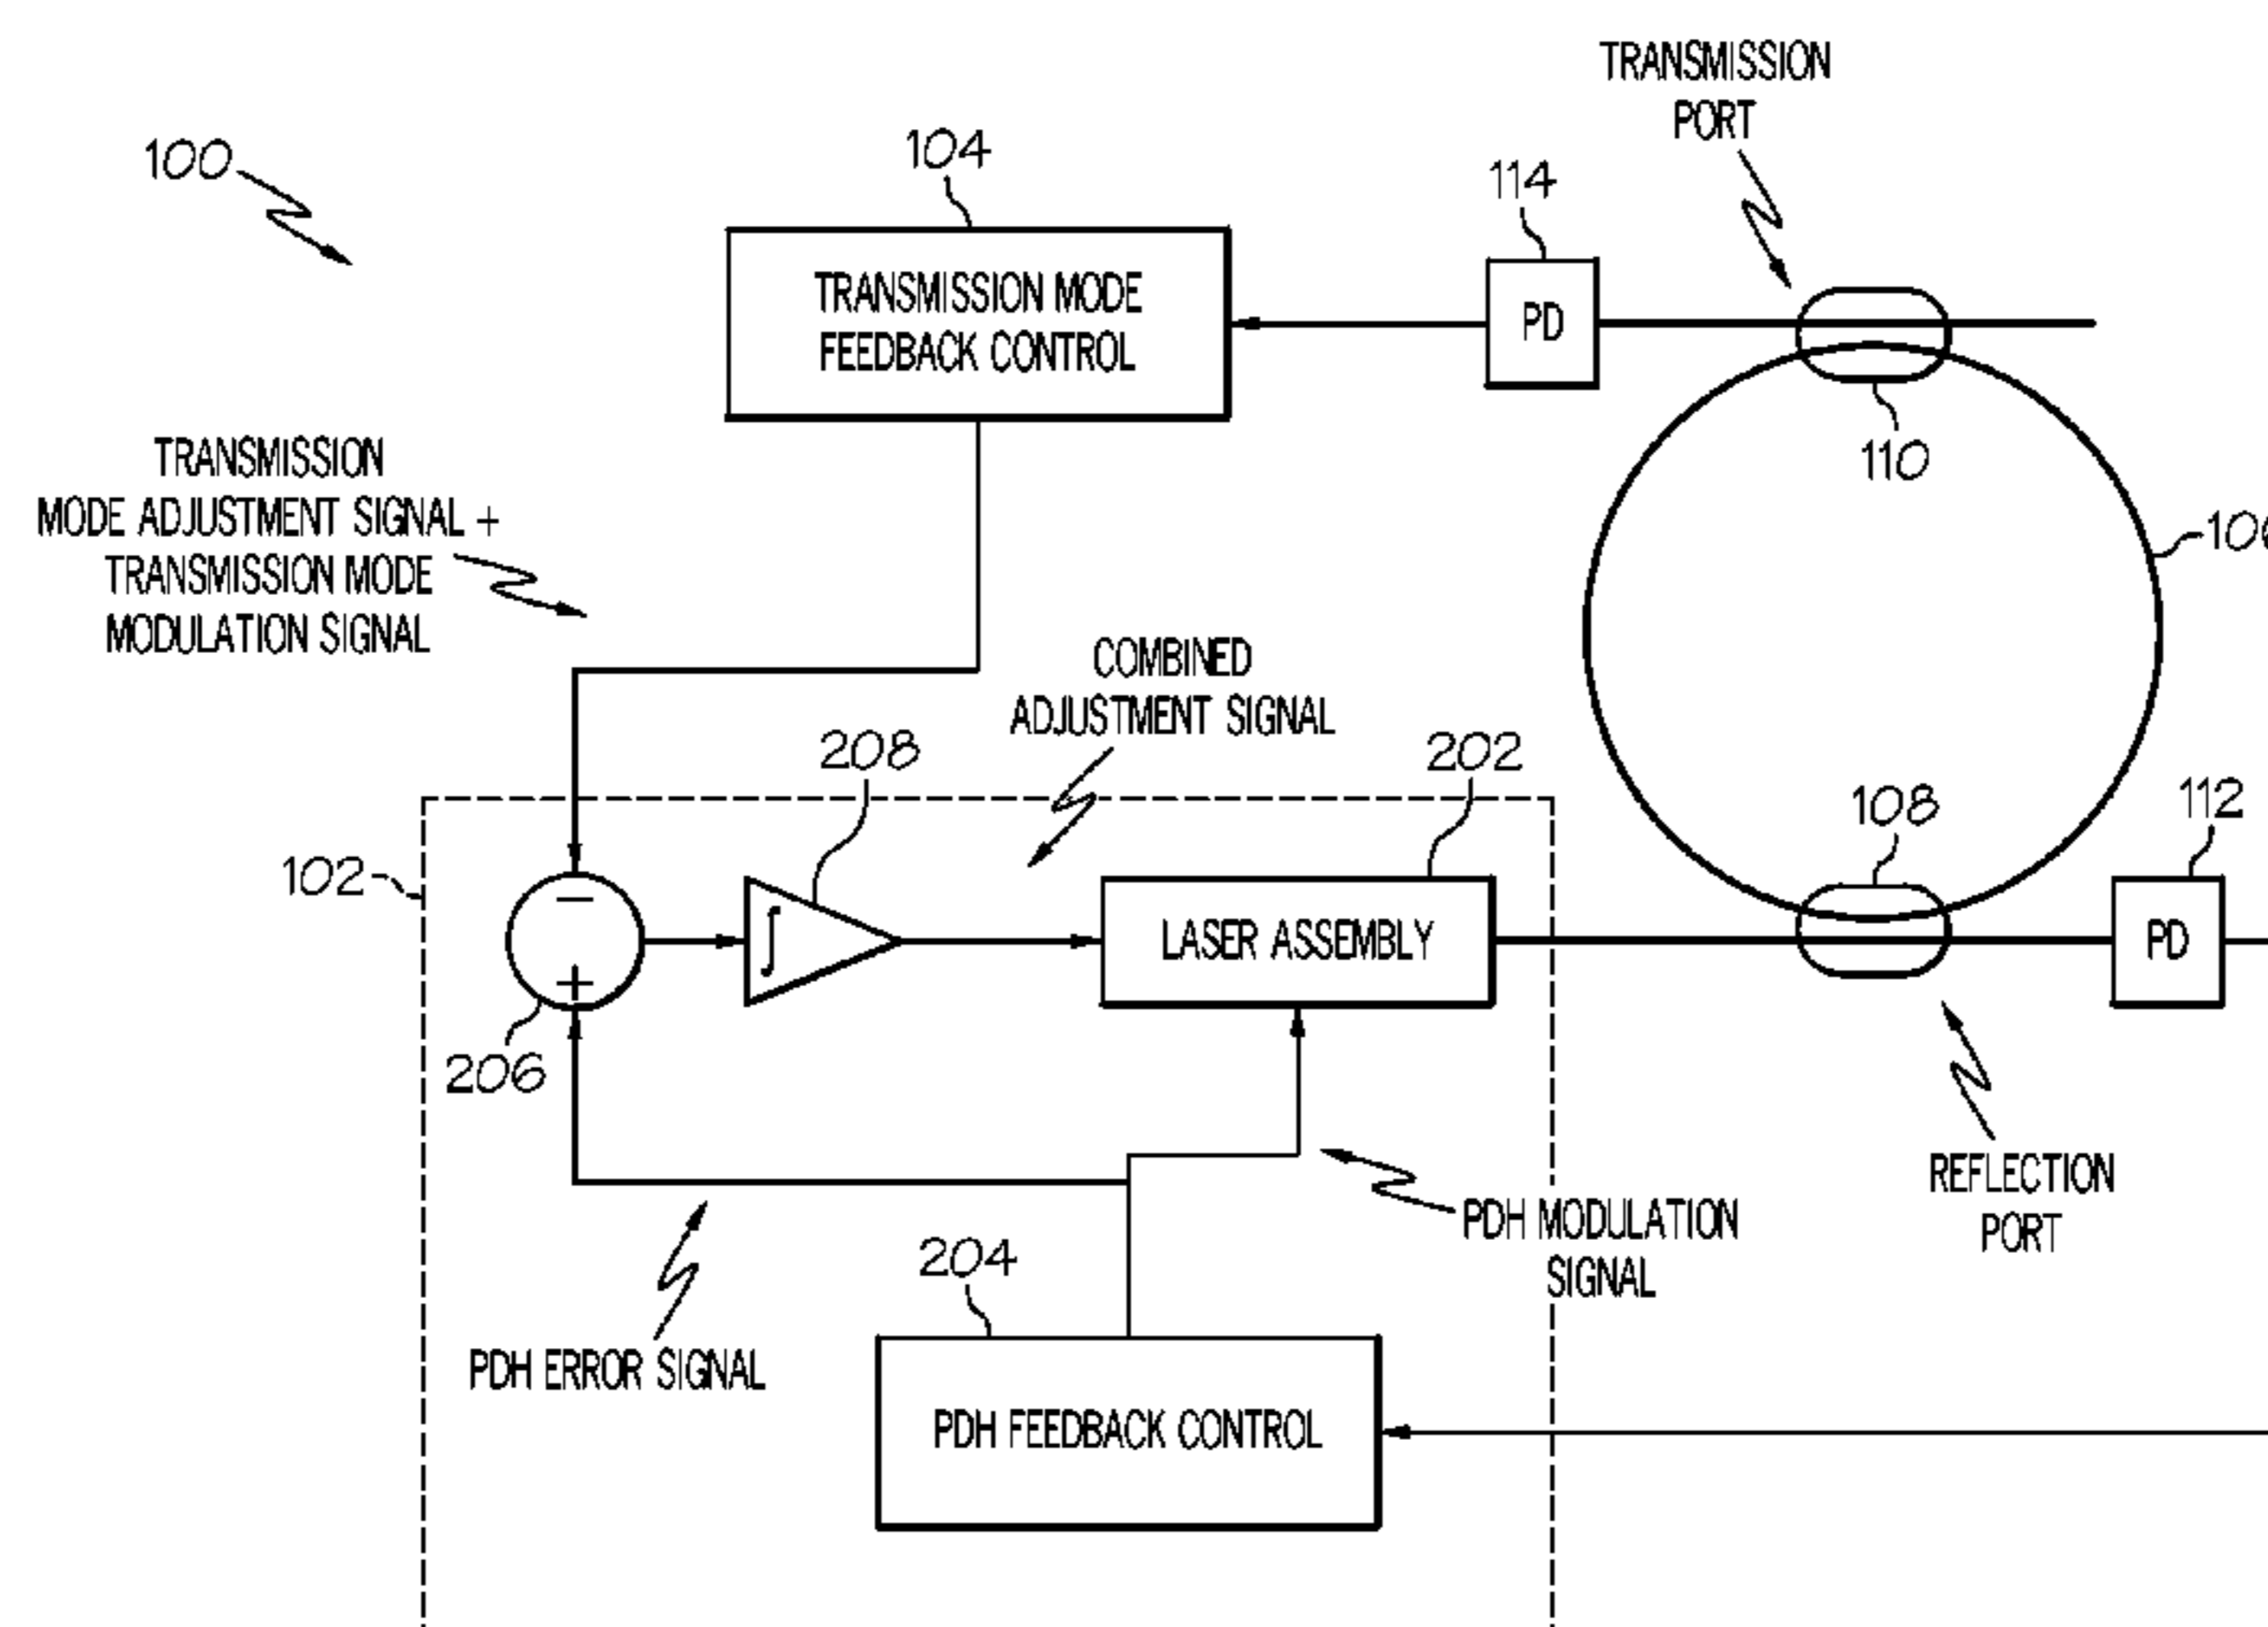 TRANSMISSION
PORT
100
104
114
TRANSMISSION MODE
FEEDBACK CONTROL
PD
110
TRANSMISSION
MODE ADJUSTMENT SIGNAL +
TRANSMISSION MODE
MODULATION SIGNAL
COMBINED
ADJUSTMENT SIGNAL
208
202
108
112
102
−
∫
LASER ASSEMBLY
PD
+
206
REFLECTION
PORT
PDH MODULATION
SIGNAL
204
PDH ERROR SIGNAL
PDH FEEDBACK CONTROL